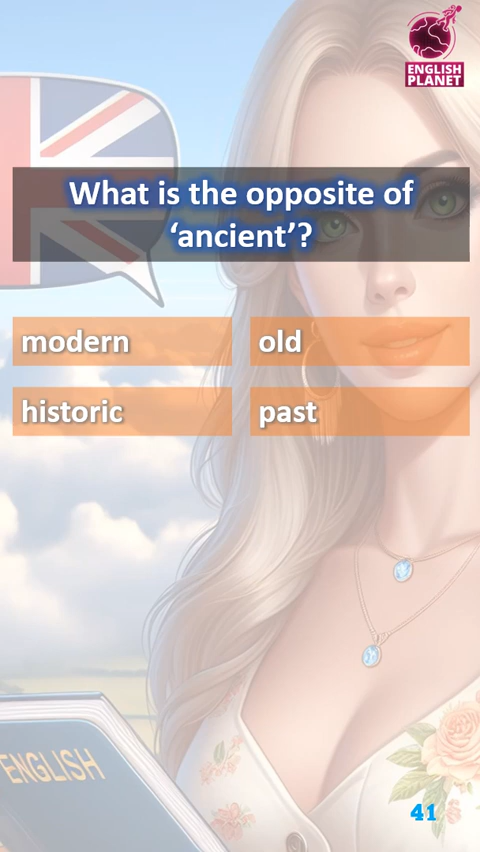 ENGLISH
PLANET
What is the opposite of
‘ancient’?
modern
old
historic
past
ENGLISH
41